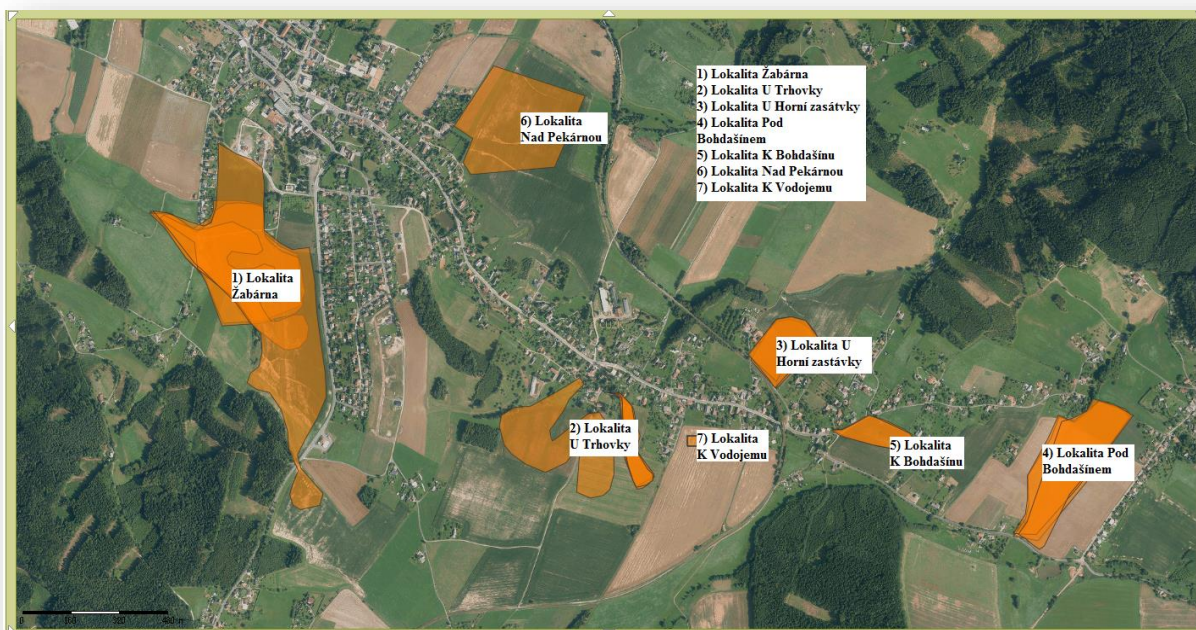 1) Lokalita Žabárna
2) Lokalita U Trhovky
3) Lokalita U Horní zasátvky
4) Lokalita Pod
Bohdašínem
5) Lokalita K Bohdašínu
6) Lokalita Nad Pekárnou
7) Lokalita K Vodojemu
6) Lokalita
Nad Pekárnou
1) Lokalita
Žabárna
3) Lokalita U
Horní zastávky
2) Lokalita
U Trhovky
7) Lokalita
K Vodojemu
5) Lokalita
K Bohdašínu
4) Lokalita Pod
Bohdašínem
0